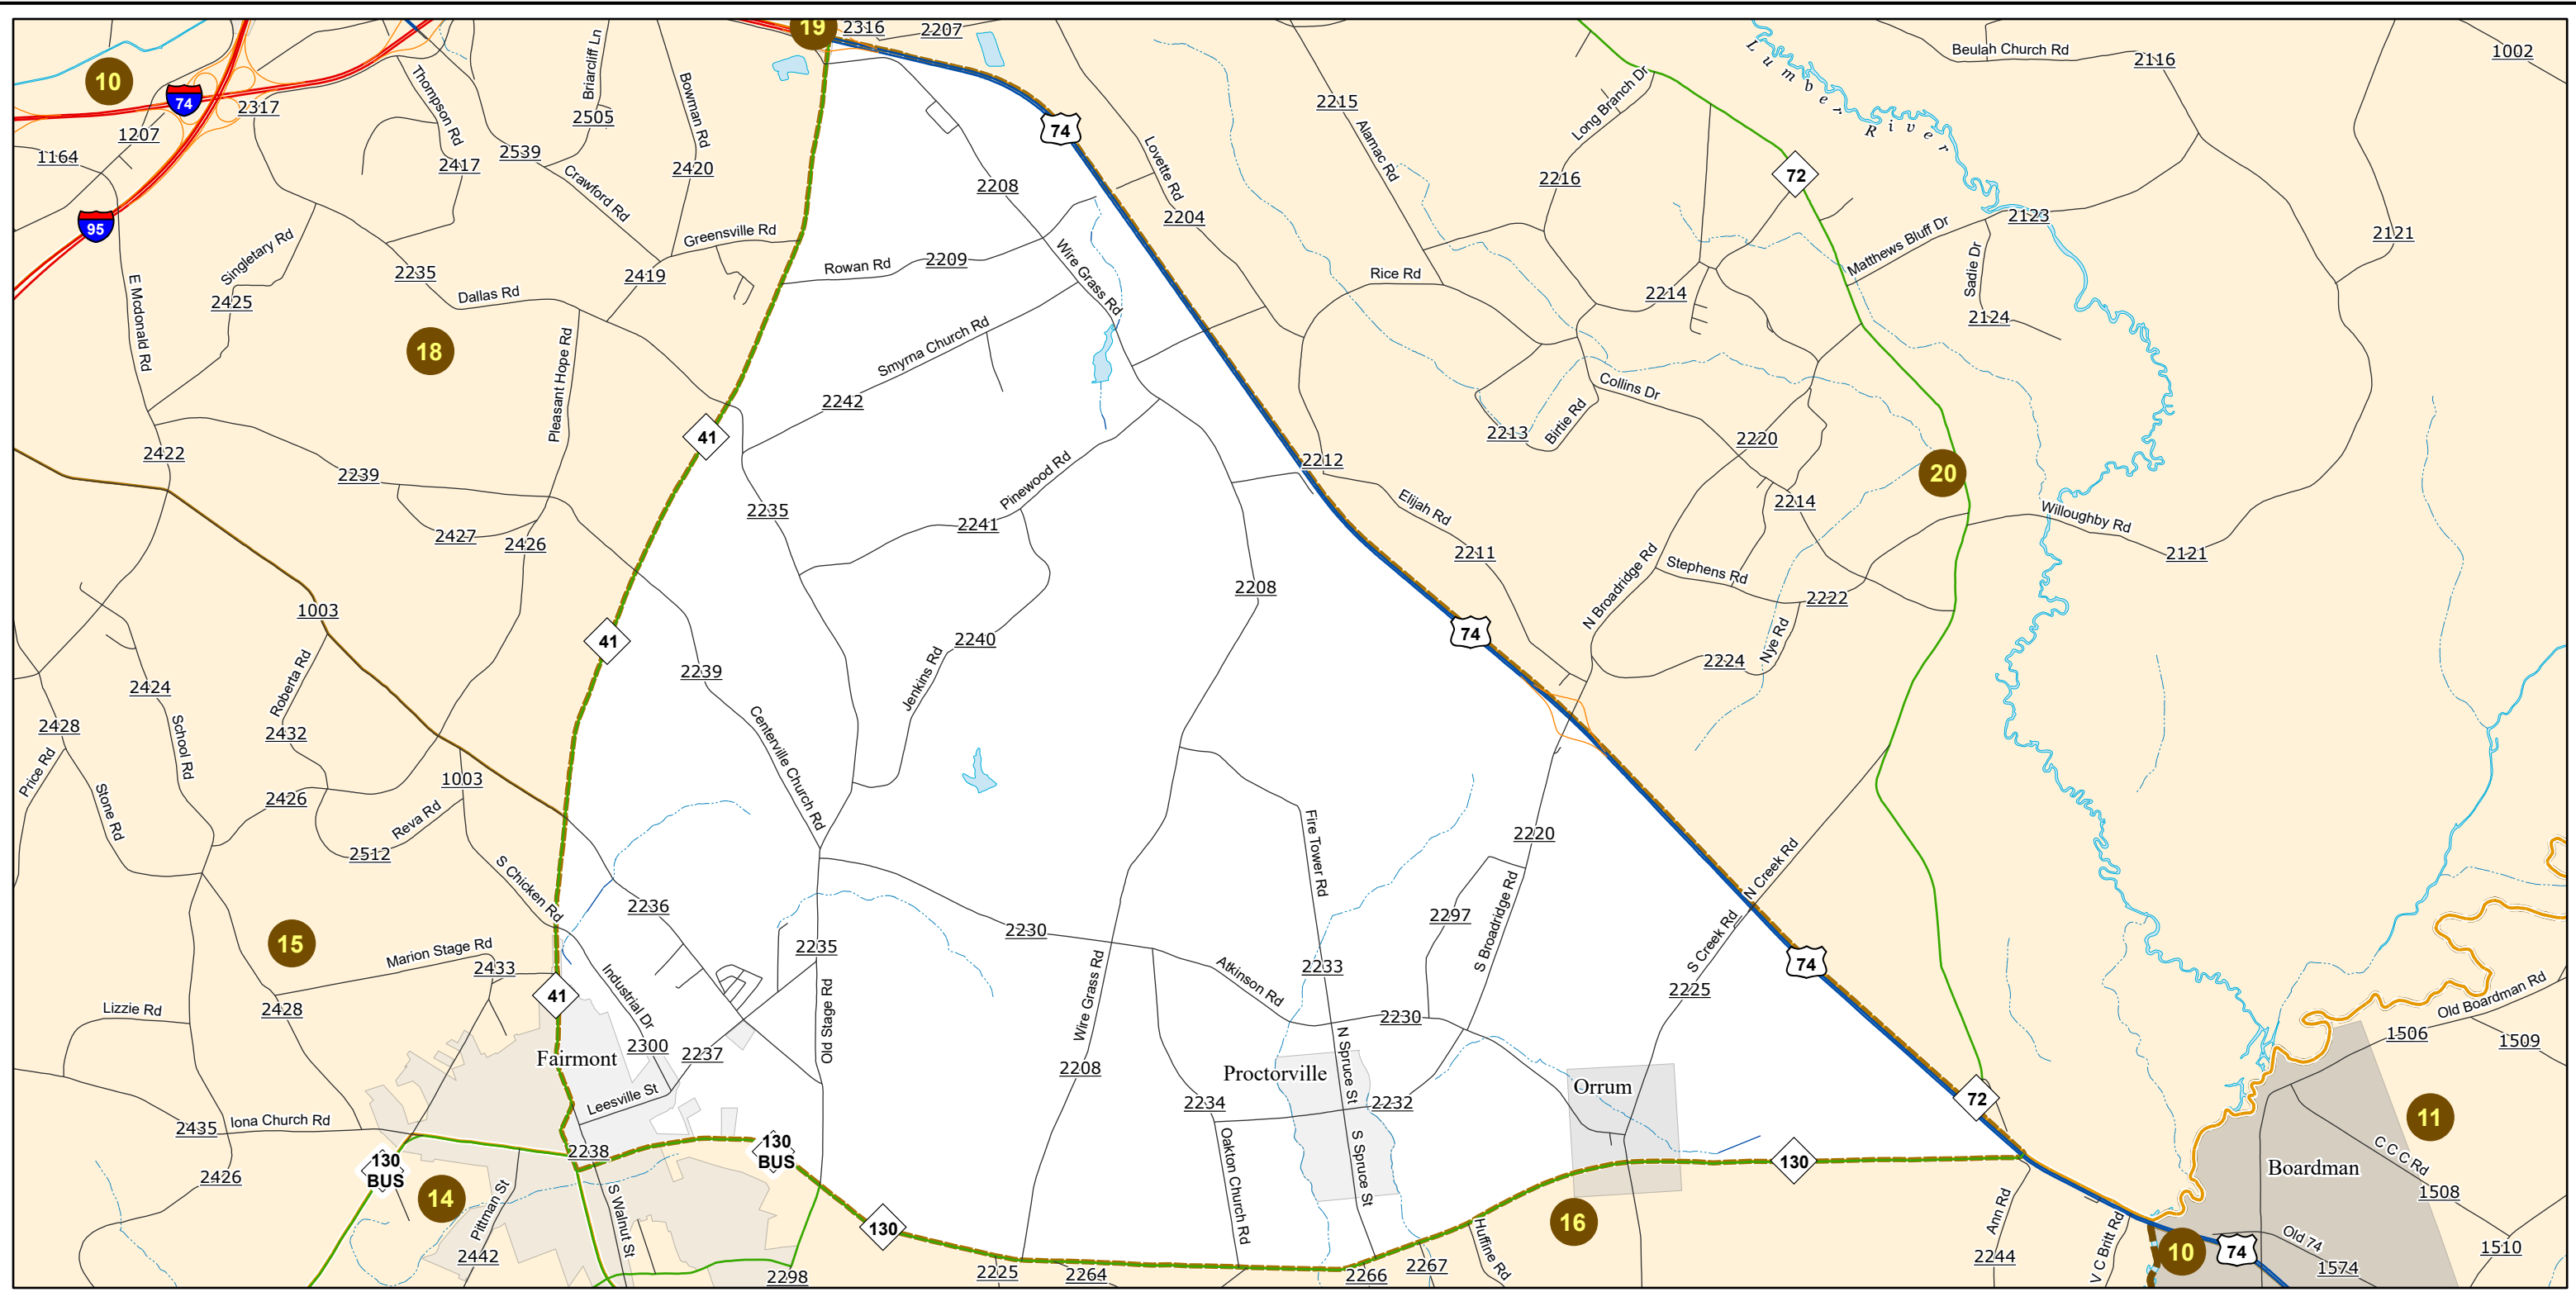 19
2316
2207
10
74
2317
1207
1164
95
Thompson Rd
2417
2539
Briarcliff Ln
2505
Crawford Rd
Bowman Rd
2420
Greensville Rd
2419
Singletary Rd
2425
2235
Dallas Rd
E Mcdonald Rd
18
Pleasant Hope Rd
2422
2239
2427
2426
1003
41
41
Rowan Rd
2209
2208
Wire Grass Rd
Smyrna Church Rd
2242
2235
Pinewood Rd
2241
2240
Jenkins Rd
2239
Centerville Church Rd
2208
74
Lovette Rd
2204
2215
Alamac Rd
Long Branch Dr
2216
Rice Rd
2214
72
Lumber River
Beulah Church Rd
2116
1002
2123
Matthews Bluff Dr
Sadie Dr
2124
2121
2213
Birtie Rd
Collins Dr
2220
2212
Elijah Rd
2211
20
2214
Willoughby Rd
2121
N Broadridge Rd
Stephens Rd
2222
2224
Nye Rd
74
Roberta Rd
2432
2424
School Rd
2428
Price Rd
Stone Rd
2426
1003
Reva Rd
2512
S Chicken Rd
15
Marion Stage Rd
2433
2428
Lizzie Rd
2435
Iona Church Rd
2426
41
Fairmont
Industrial Dr
2300
2236
2237
2235
Old Stage Rd
Leesville St
2238
130
BUS
130
BUS
14
Pittman St
2442
S Walnut St
2298
130
2225
2264
2230
Atkinson Rd
Wire Grass Rd
2208
2234
Oakton Church Rd
Fire Tower Rd
2233
N Spruce St
Proctorville
2232
S Spruce St
2230
2297
S Broadridge Rd
2220
N Creek Rd
S Creek Rd
2225
74
Orrum
130
72
16
2266
2267
Huffine Rd
Ann Rd
2244
V C Britt Rd
10
74
Boardman
11
Old Boardman Rd
1506
1509
C C Rd
1508
1510
Old 74
1574